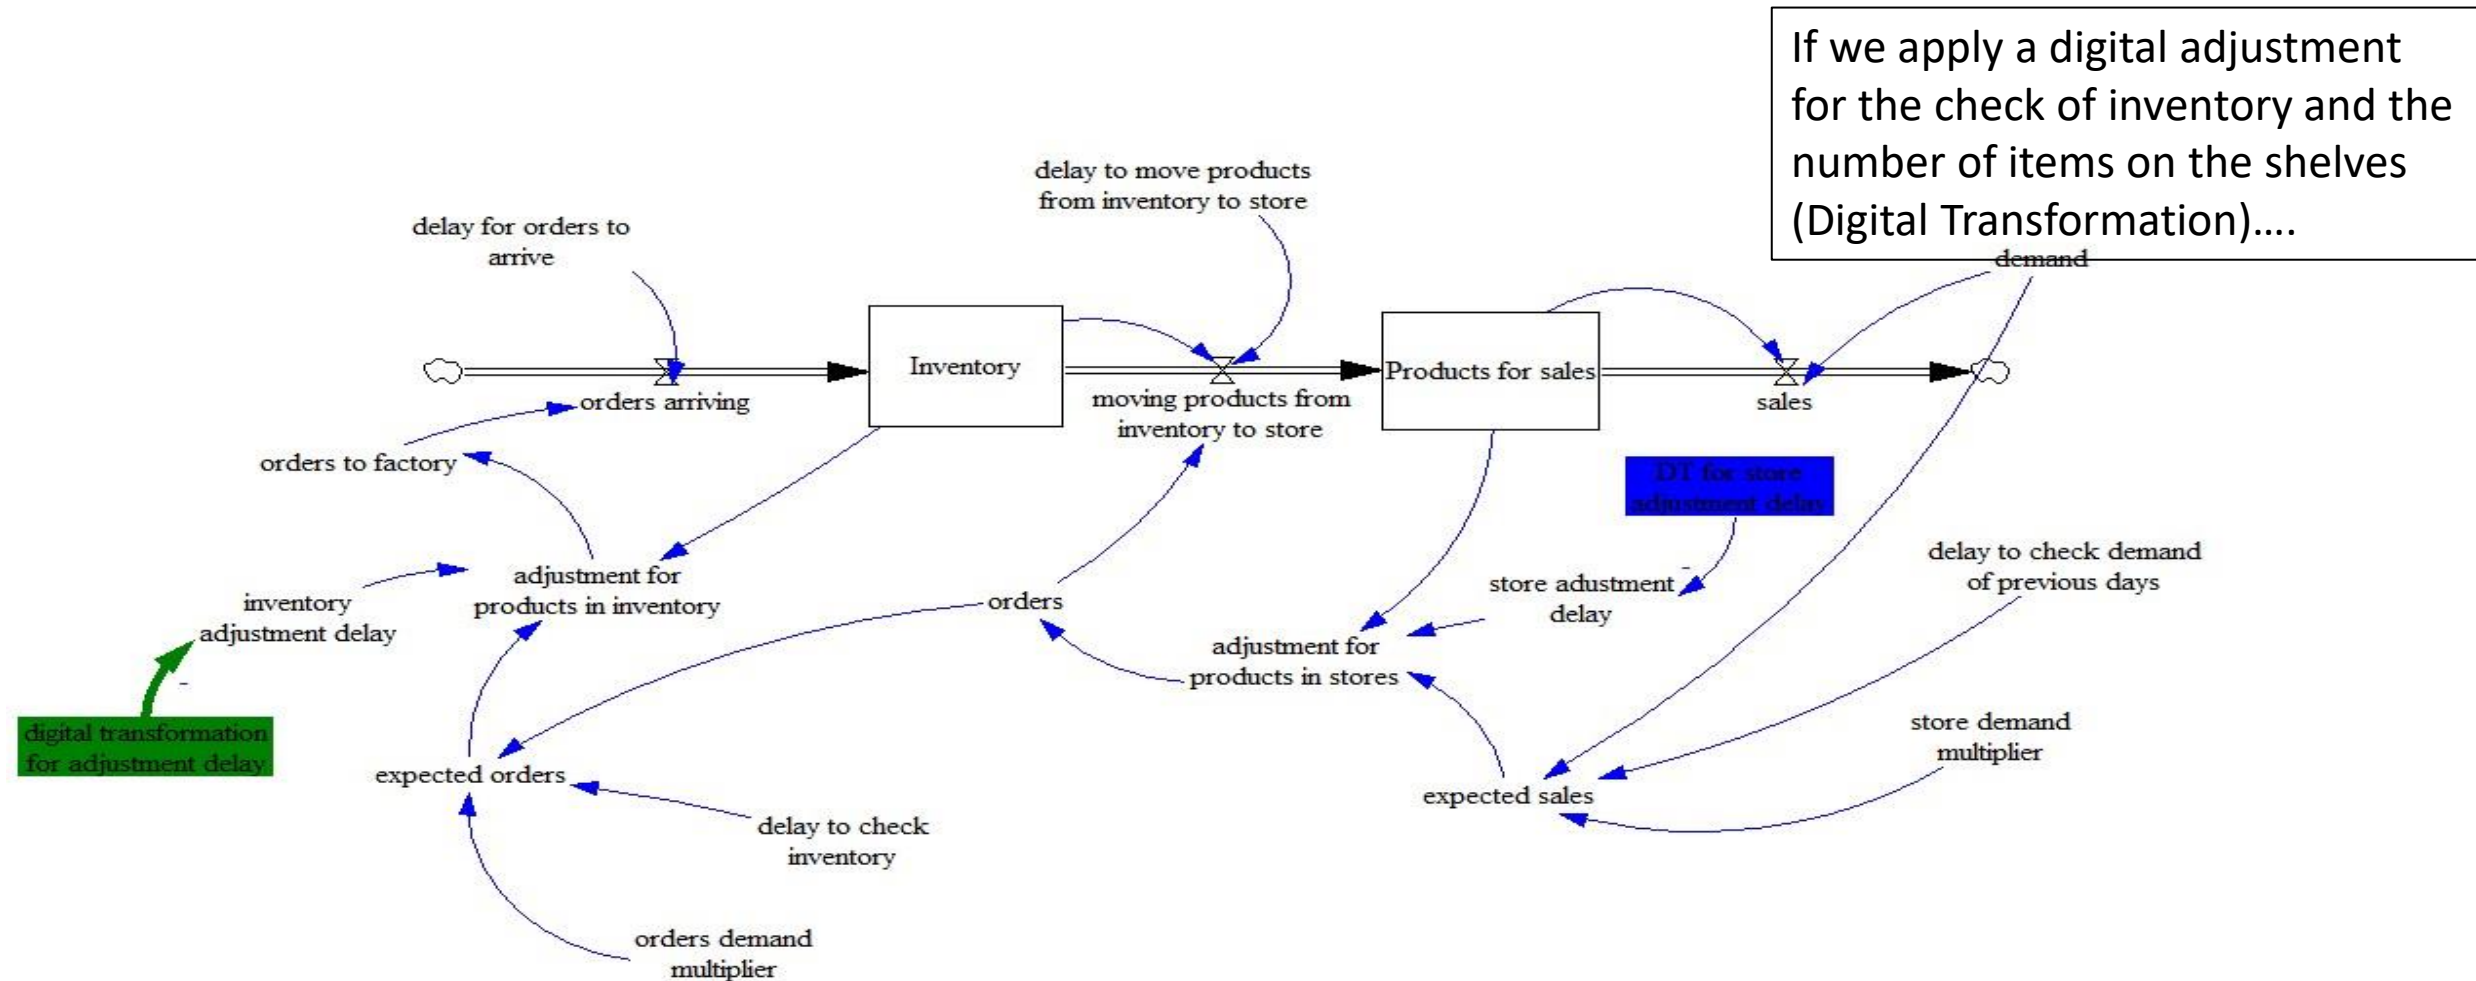 If we apply a digital adjustment
for the check of inventory and the
number of items on the shelves
(Digital Transformation)....
demand
delay to move products
from inventory to store
delay for orders to
arrive
Inventory
Products for sales
orders arriving
moving products from
inventory to store
sales
orders to factory
DT for store
adjustment delay
delay to check demand
of previous days
adjustment for
products in inventory
inventory
adjustment delay
orders
-
store adustment
delay
adjustment for
products in stores
-
digital transformation
for adjustment delay
store demand
multiplier
expected orders
expected sales
delay to check
inventory
orders demand
multiplier